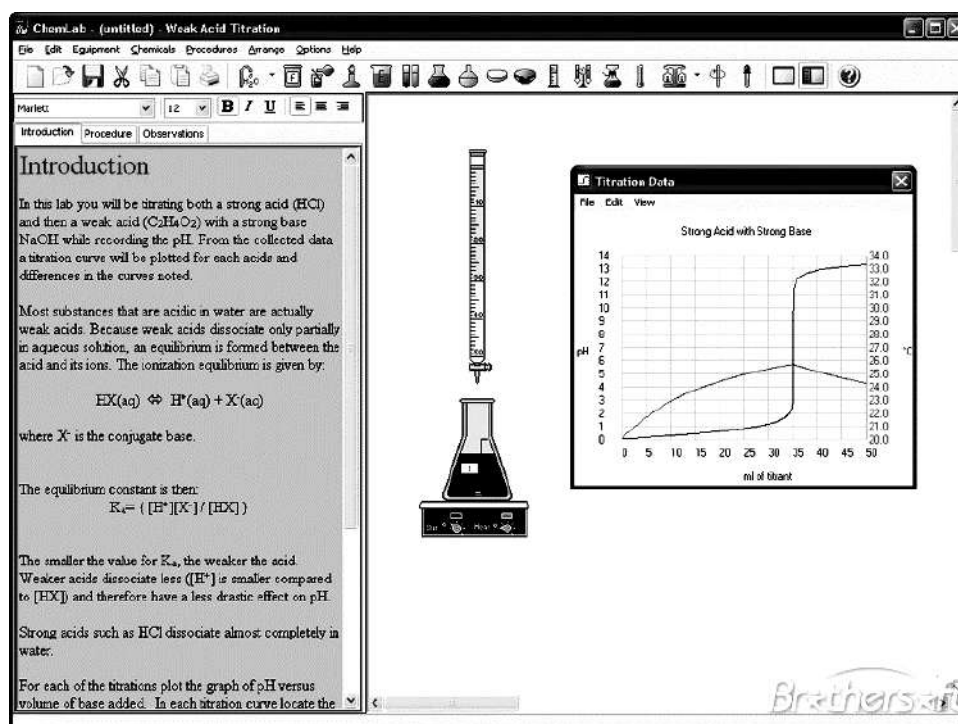 ChemLab - (untitled) - Weak Acid Titration
File Edit Equipment Chemicals Procedures Arrange Options Help
Marlett 12 B I U
Introduction Procedure Observations
Introduction
In this lab you will be titrating both a strong acid (HCl)
and then a weak acid (C2H4O2) with a strong base
NaOH while recording the pH. From the collected data
a titration curve will be plotted for each acids and
differences in the curves noted.
Most substances that are acidic in water are actually
weak acids. Because weak acids dissociate only partially
in aqueous solution, an equilibrium is formed between the
acid and its ions. The ionization equlibrium is given by:
HX(aq) ⇔ H⁺(aq) + X⁻(aq)
where X⁻ is the conjugate base.
The equlibrium constant is then:
Kₐ= ( [H⁺][X⁻] / [HX] )
The smaller the value for Kₐ, the weaker the acid.
Weaker acids dissociate less ([H⁺] is smaller compared
to [HX]) and therefore have a less drastic effect on pH.
Strong acids such as HCl dissociate almost completely in
water.
For each of the titrations plot the graph of pH versus
volume of base added. In each titration curve locate the
1
Titration Data
File Edit View
Strong Acid with Strong Base
14 34.0
13 33.0
12 32.0
11 31.0
10 30.0
9 29.0
8 28.0
7 27.0
pH 6 26.0 °C
5 25.0
4 24.0
3 23.0
2 22.0
1 21.0
0 20.0
0 5 10 15 20 25 30 35 40 45 50
ml of titrant